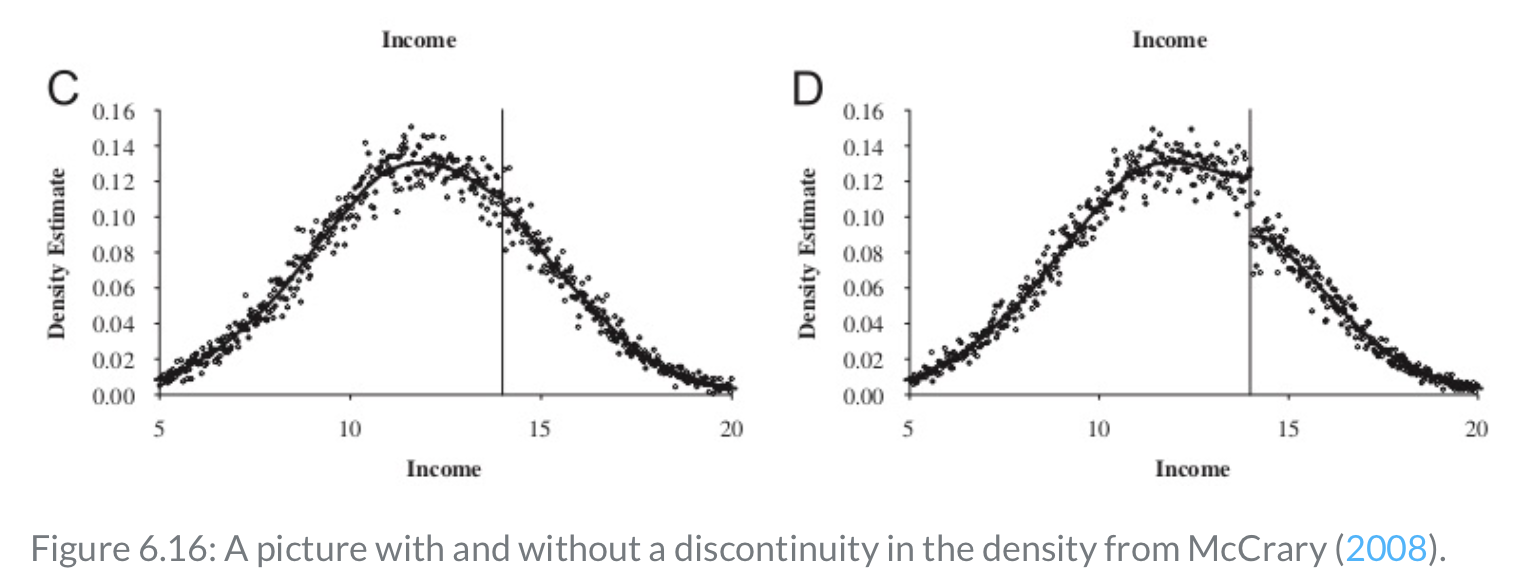 Income
Income
C
0.16
0.14
0.12
0.10
0.08
0.06
0.04
0.02
0.00
Density Estimate
5 10 15 20
Income
D
0.16
0.14
0.12
0.10
0.08
0.06
0.04
0.02
0.00
Density Estimate
5 10 15 20
Income
Figure 6.16: A picture with and without a discontinuity in the density from McCrary (2008).